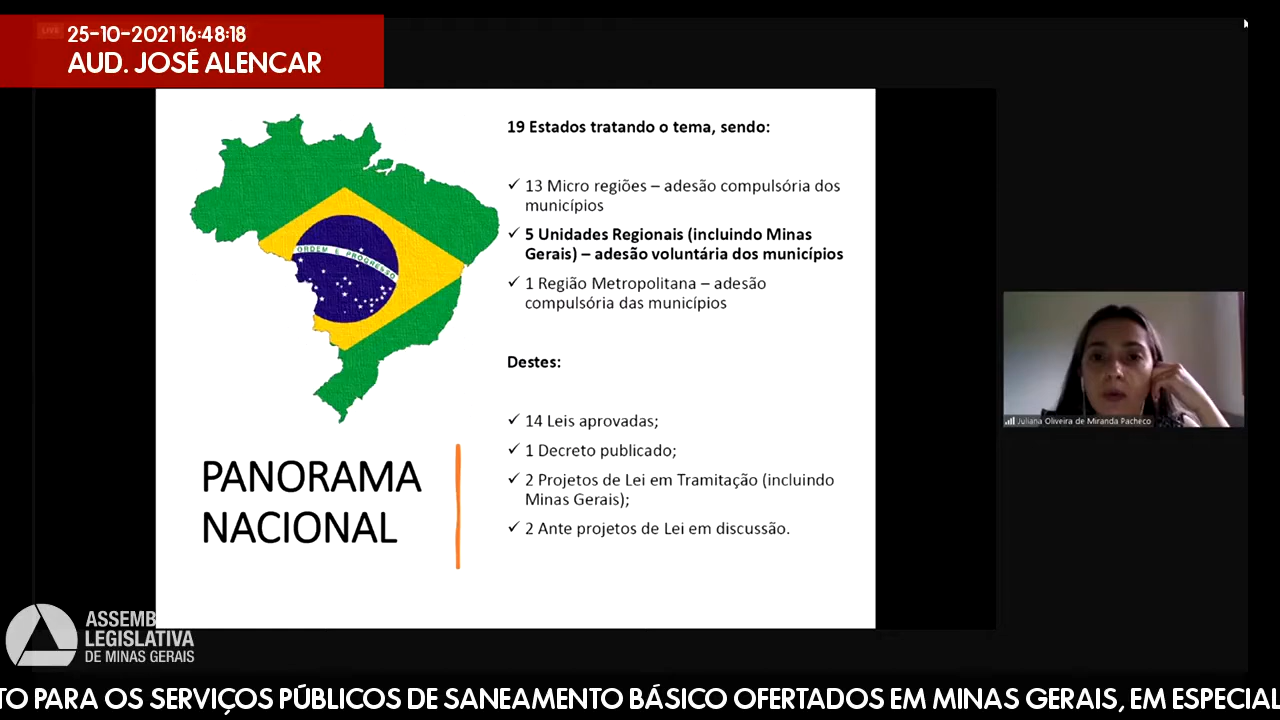 LIVE
25-10-2021 16:48:18
AUD. JOSÉ ALENCAR
19 Estados tratando o tema, sendo:
✓ 13 Micro regiões – adesão compulsória dos
municípios
✓ 5 Unidades Regionais (incluindo Minas
Gerais) – adesão voluntária dos municípios
✓ 1 Região Metropolitana – adesão
compulsória das municípios
Destes:
✓ 14 Leis aprovadas;
✓ 1 Decreto publicado;
✓ 2 Projetos de Lei em Tramitação (incluindo
Minas Gerais);
✓ 2 Ante projetos de Lei em discussão.
ORDEM E PROGRESSO
PANORAMA
NACIONAL
Juliana Oliveira de Miranda Pacheco
ASSEMB
LEGISLATIVA
DE MINAS GERAIS
TO PARA OS SERVIÇOS PÚBLICOS DE SANEAMENTO BÁSICO OFERTADOS EM MINAS GERAIS, EM ESPECIAL